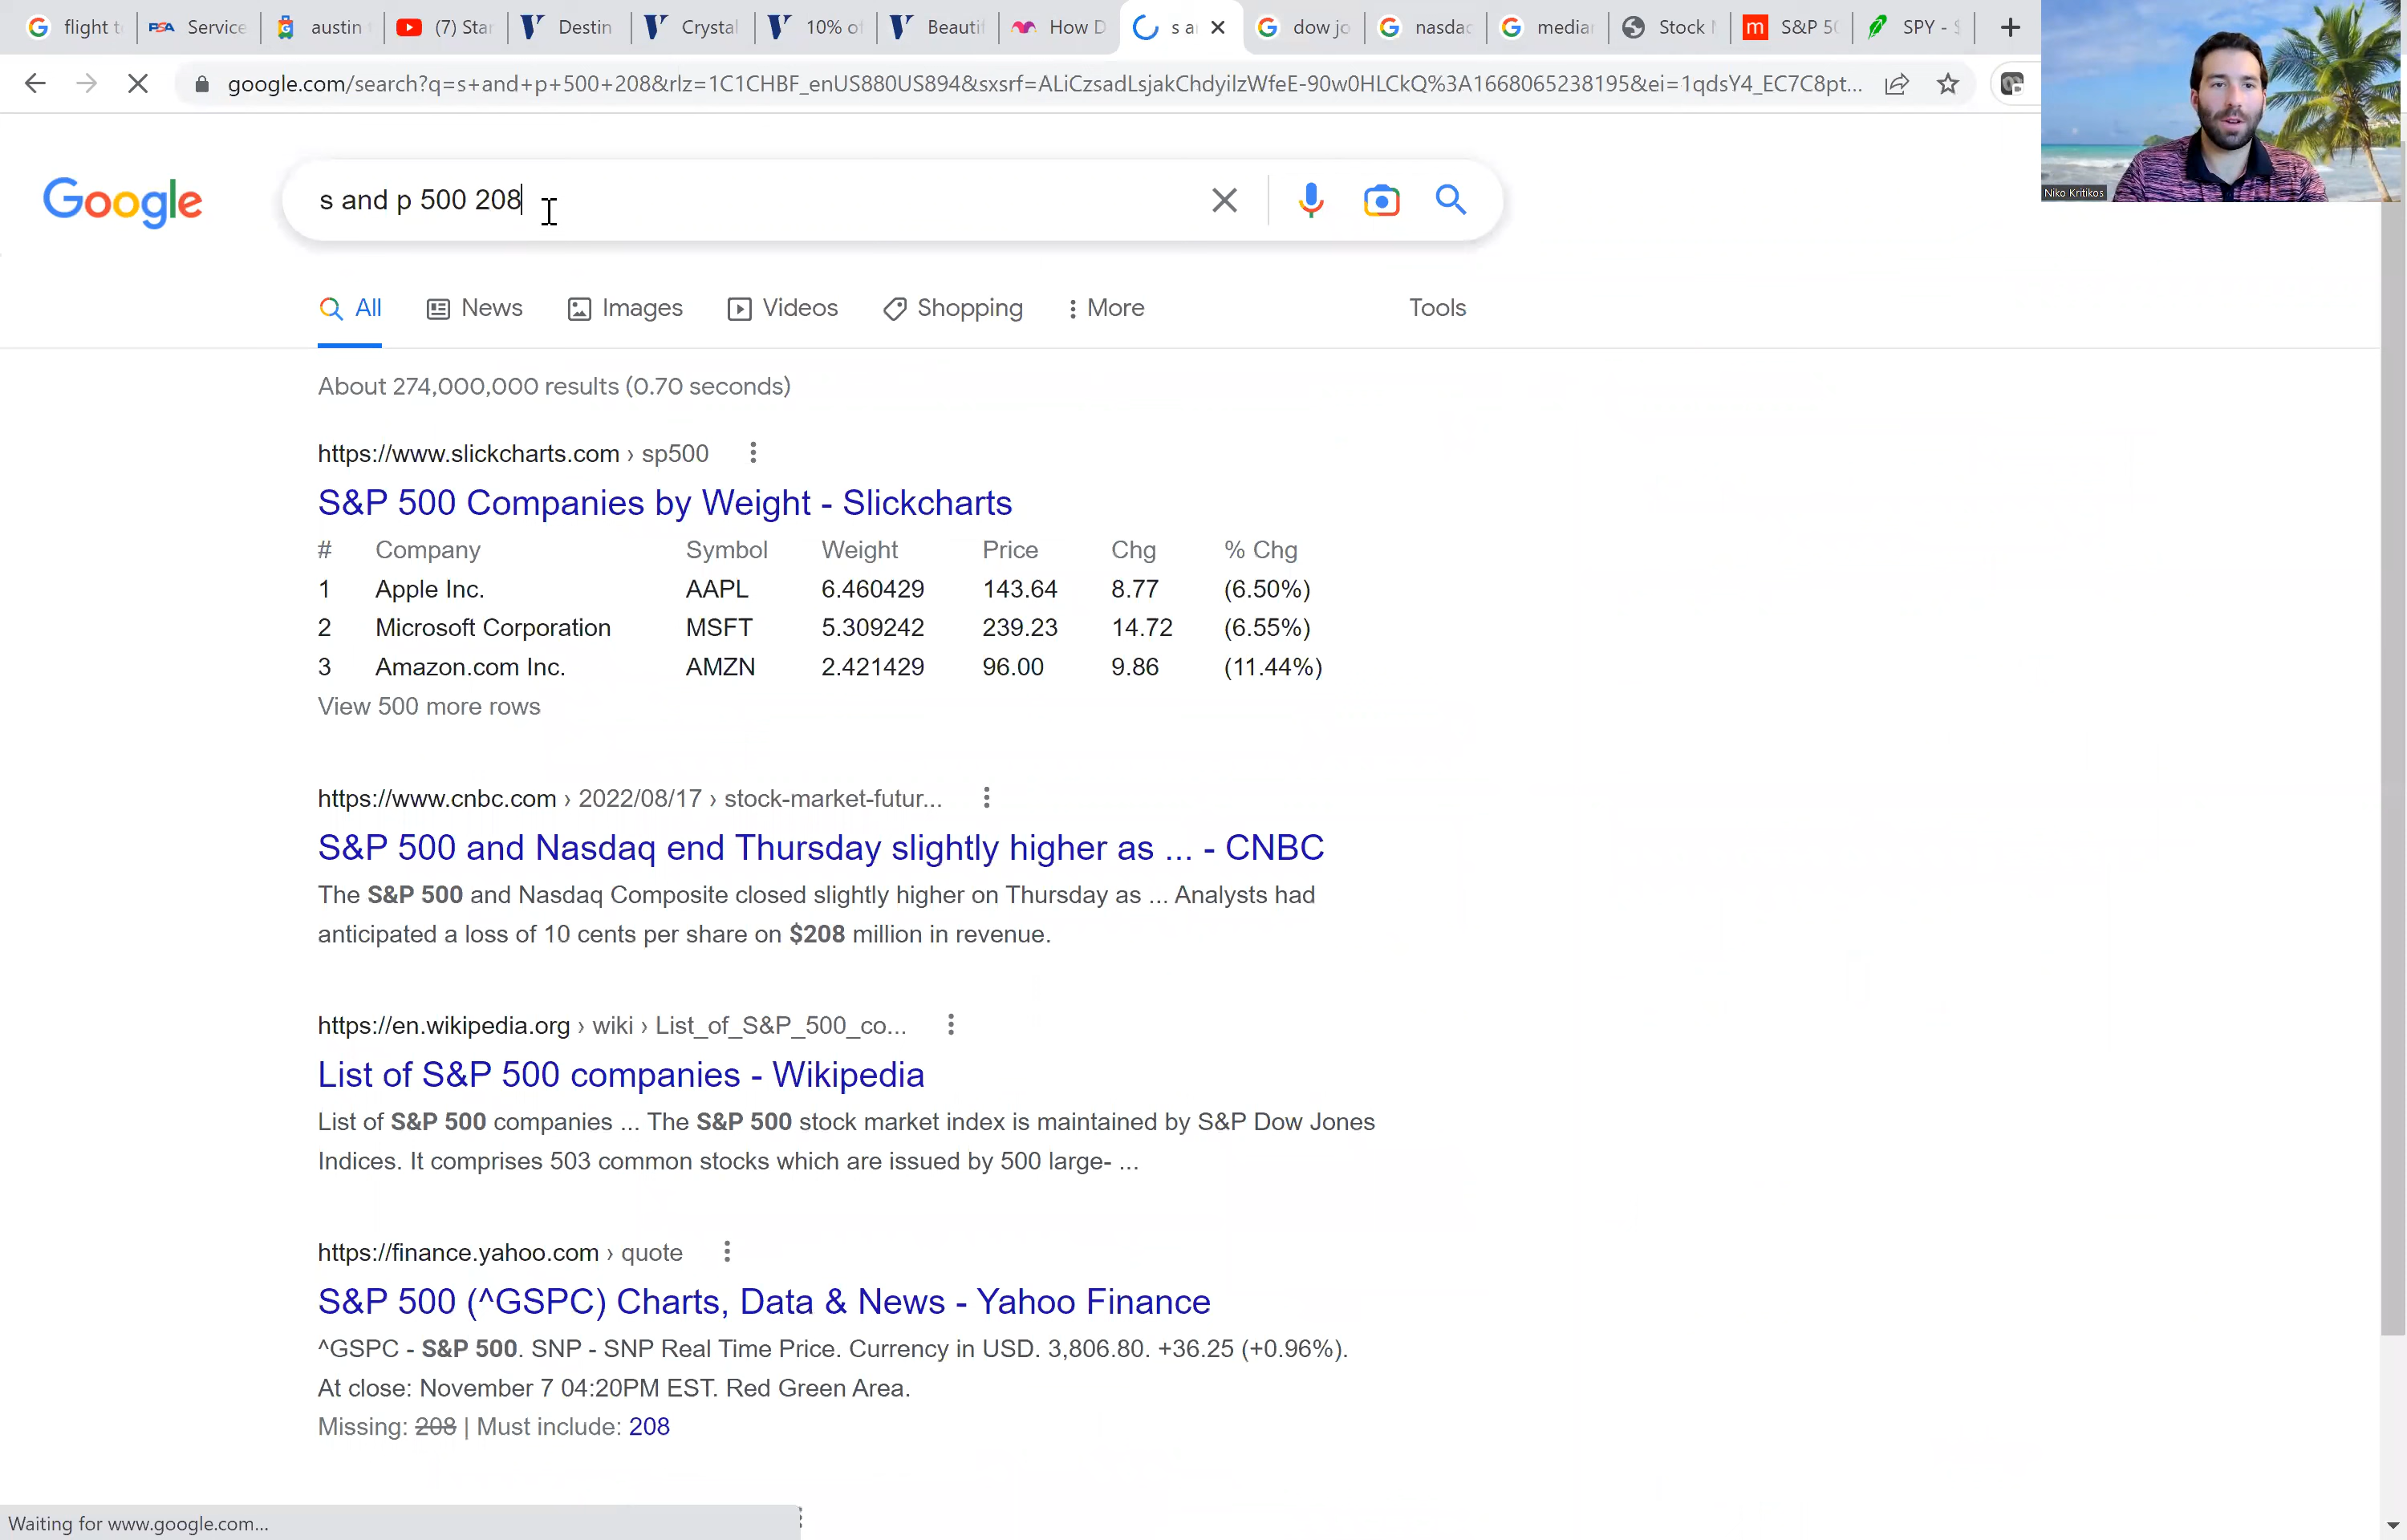 flight t
PSA Service
austin
(7) Star
Destin
Crystal
10% of
Beautif
How D
s a
dow jo
nasdac
median
Stock
m S&P 50
SPY - $
google.com/search?q=s+and+p+500+208&rlz=1C1CHBF_enUS880US894&sxsrf=ALiCzsadLsjakChdyilzWfeE-90w0HLCkQ%3A1668065238195&ei=1qdsY4_EC7C8pt...
Niko Kritikos
Google
s and p 500 208
All News Images Videos Shopping More Tools
About 274,000,000 results (0.70 seconds)
https://www.slickcharts.com › sp500
S&P 500 Companies by Weight - Slickcharts
# Company Symbol Weight Price Chg % Chg
1 Apple Inc. AAPL 6.460429 143.64 8.77 (6.50%)
2 Microsoft Corporation MSFT 5.309242 239.23 14.72 (6.55%)
3 Amazon.com Inc. AMZN 2.421429 96.00 9.86 (11.44%)
View 500 more rows
https://www.cnbc.com › 2022/08/17 › stock-market-futur...
S&P 500 and Nasdaq end Thursday slightly higher as ... - CNBC
The S&P 500 and Nasdaq Composite closed slightly higher on Thursday as ... Analysts had
anticipated a loss of 10 cents per share on $208 million in revenue.
https://en.wikipedia.org › wiki › List_of_S&P_500_co...
List of S&P 500 companies - Wikipedia
List of S&P 500 companies ... The S&P 500 stock market index is maintained by S&P Dow Jones
Indices. It comprises 503 common stocks which are issued by 500 large- ...
https://finance.yahoo.com › quote
S&P 500 (^GSPC) Charts, Data & News - Yahoo Finance
^GSPC - S&P 500. SNP - SNP Real Time Price. Currency in USD. 3,806.80. +36.25 (+0.96%).
At close: November 7 04:20PM EST. Red Green Area.
Missing: 208 | Must include: 208
Waiting for www.google.com...